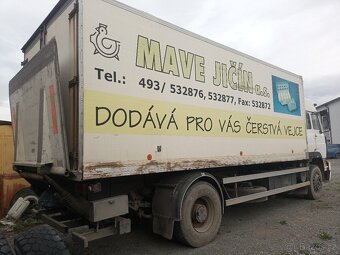 MAVE JIČÍN a.s.
Tel.: 493/ 532876, 532877, Fax: 532872
DODÁVÁ PRO VÁS ČERSTVÁ VEJCE